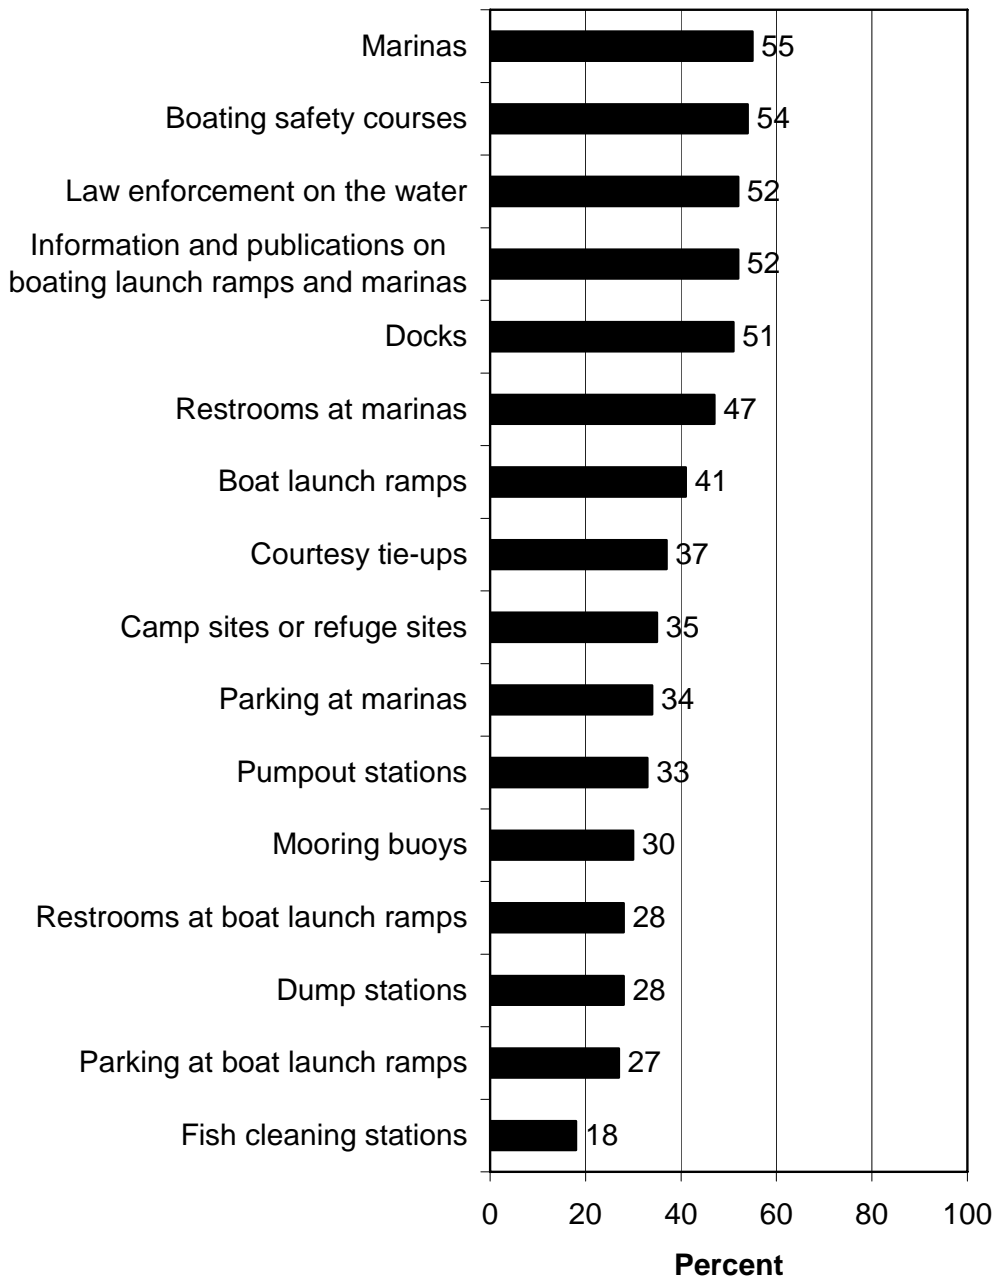 Marinas 55
Boating safety courses 54
Law enforcement on the water 52
Information and publications on
boating launch ramps and marinas 52
Docks 51
Restrooms at marinas 47
Boat launch ramps 41
Courtesy tie-ups 37
Camp sites or refuge sites 35
Parking at marinas 34
Pumpout stations 33
Mooring buoys 30
Restrooms at boat launch ramps 28
Dump stations 28
Parking at boat launch ramps 27
Fish cleaning stations 18
0 20 40 60 80 100
Percent